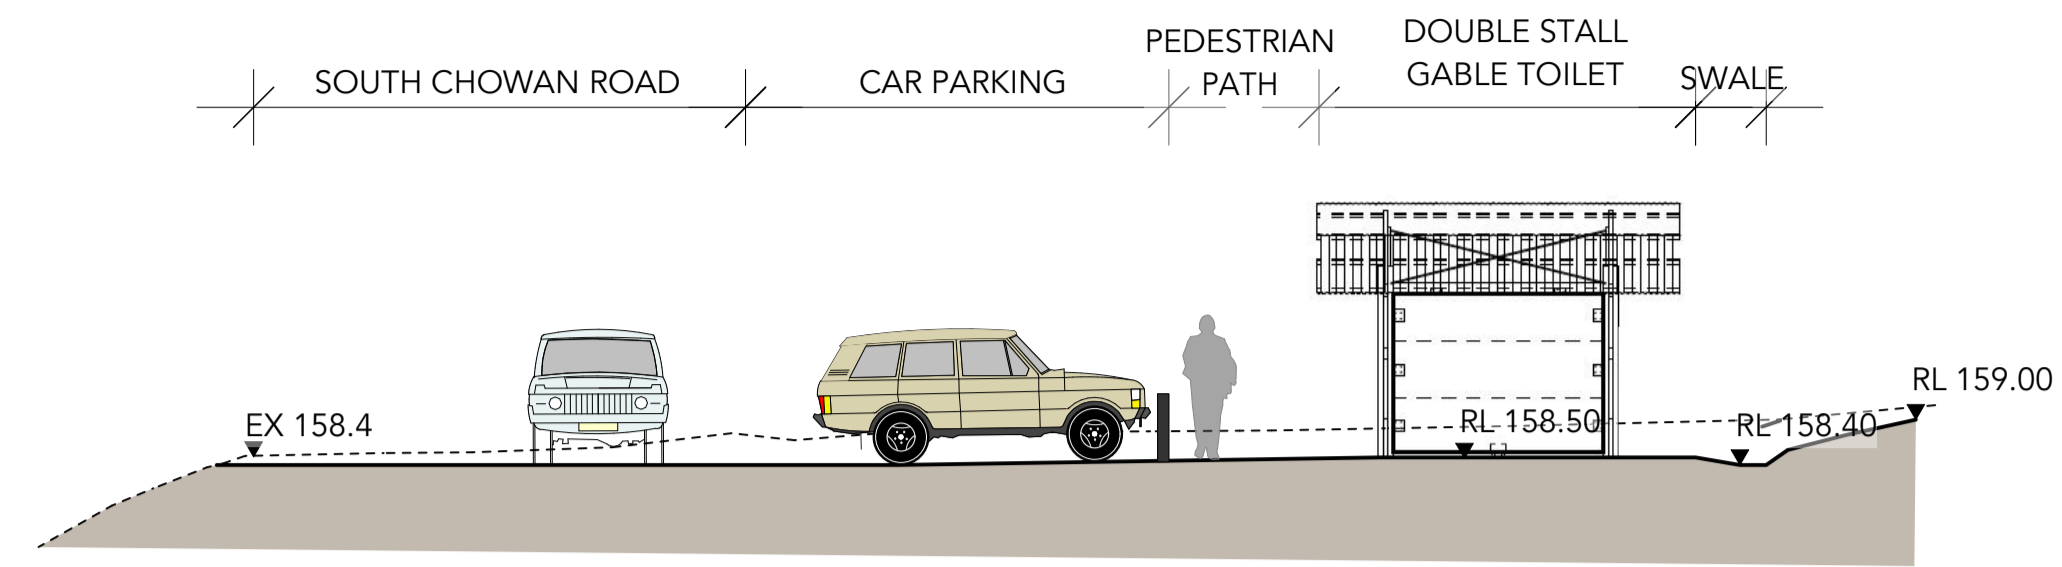 SOUTH CHOWAN ROAD
CAR PARKING
PEDESTRIAN
PATH
DOUBLE STALL
GABLE TOILET
SWALE
EX 158.4
RL 158.50
RL 158.40
RL 159.00